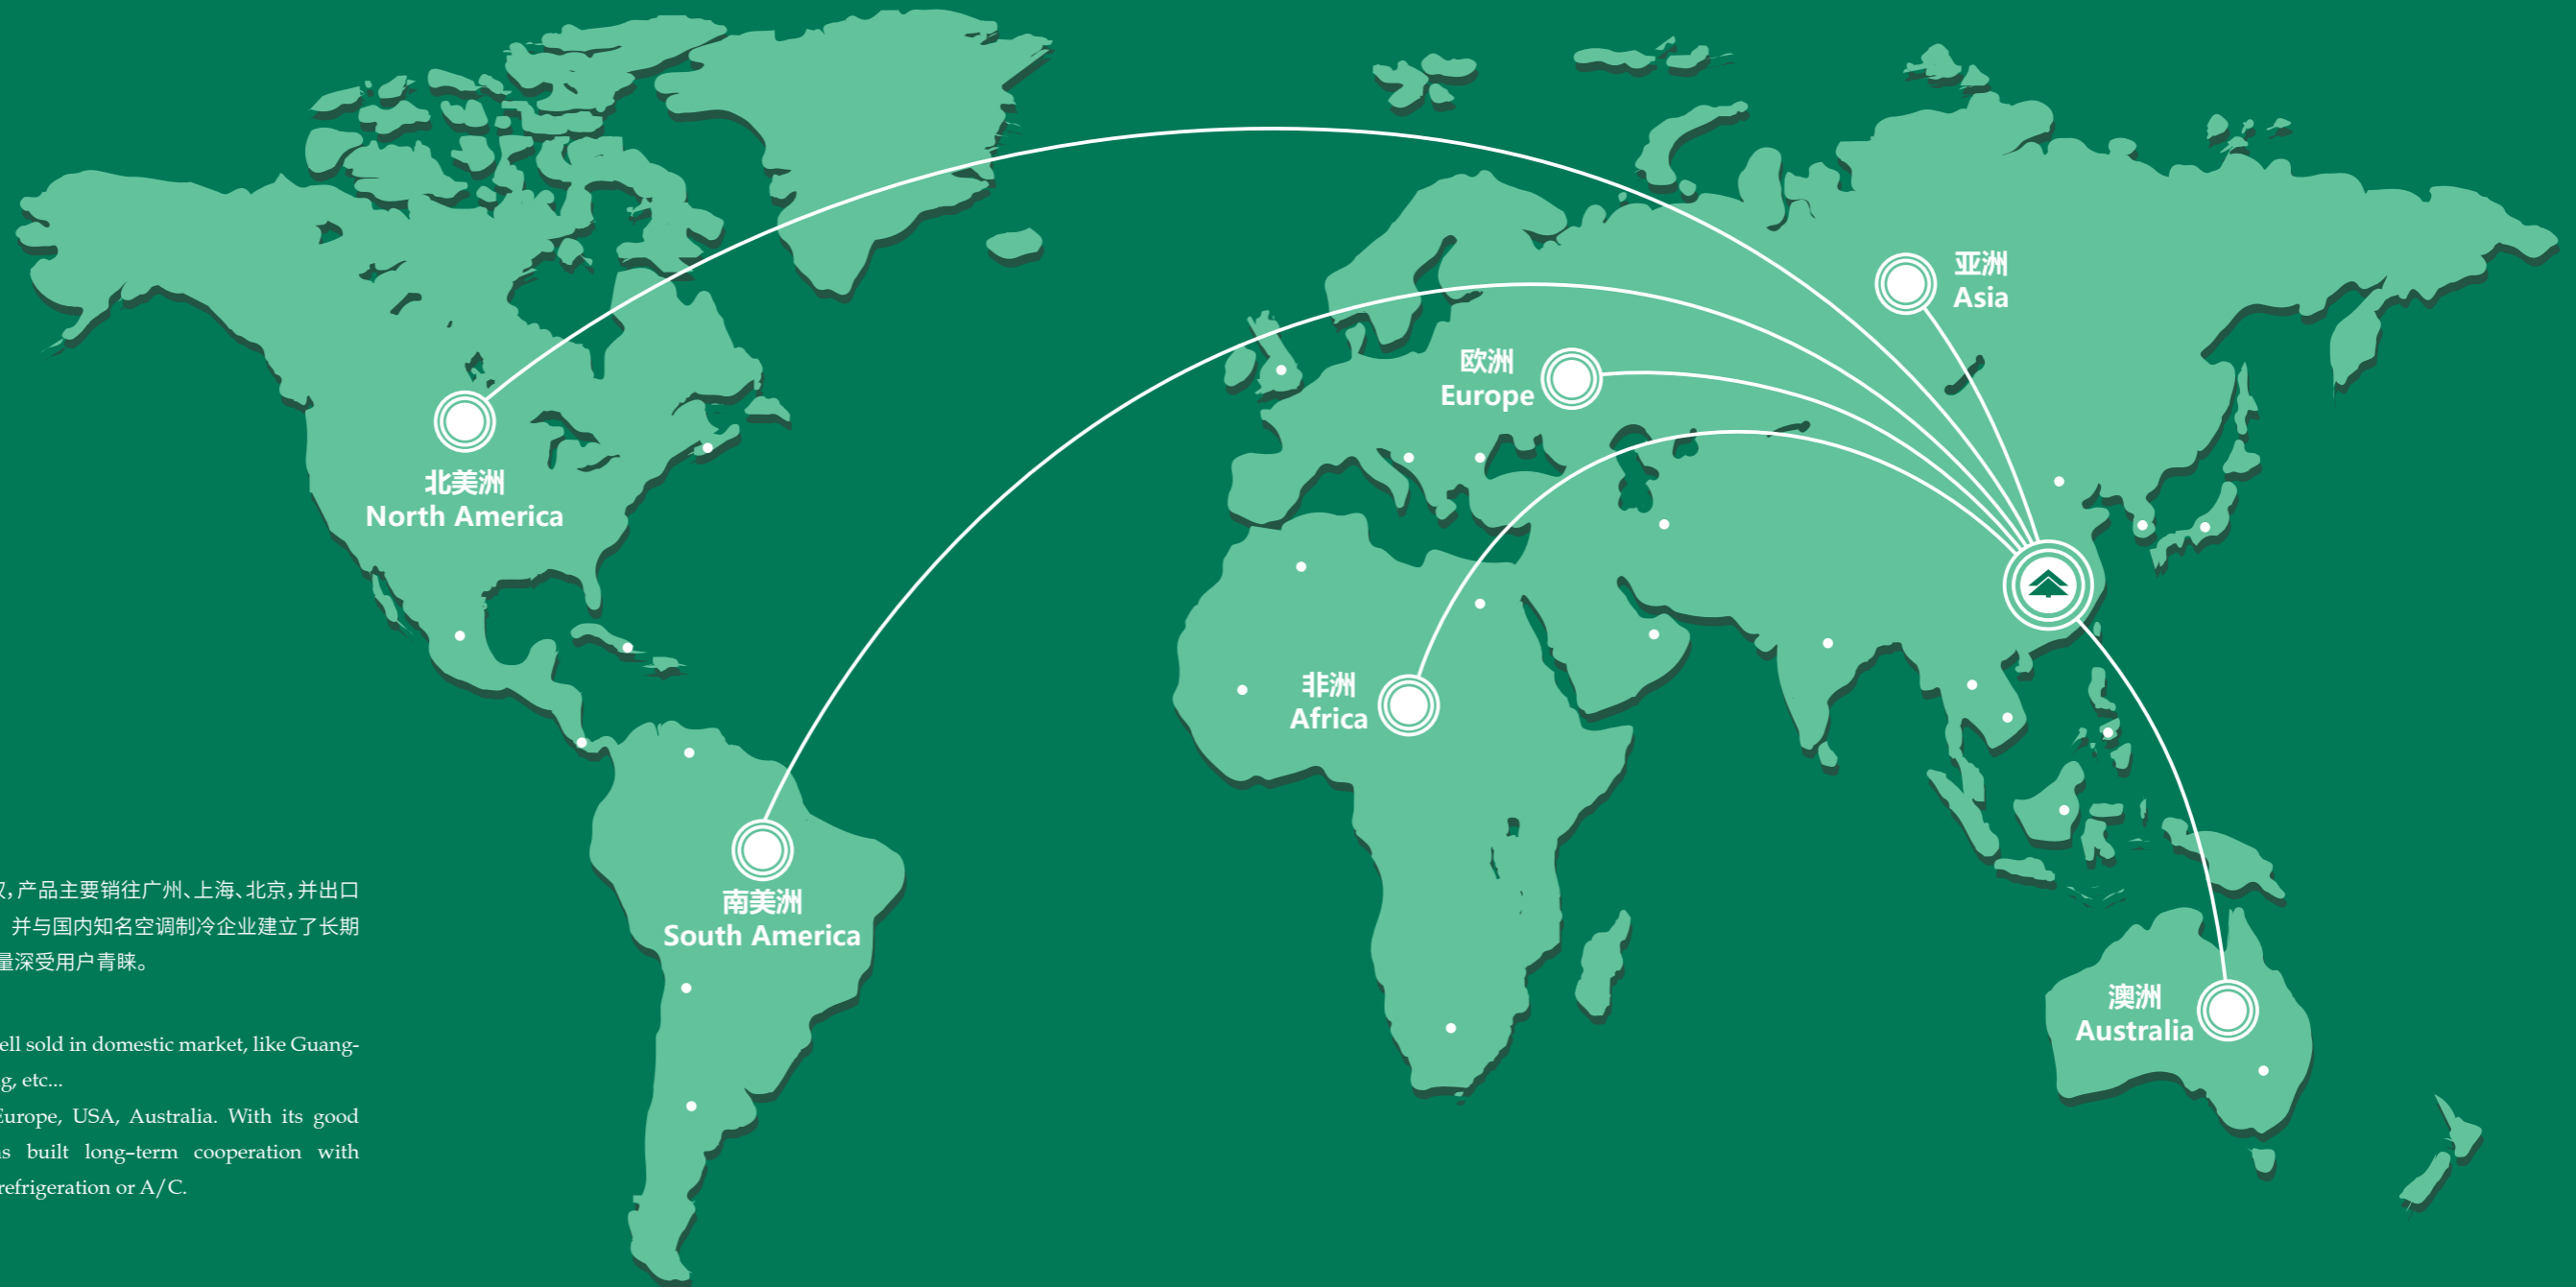 亚洲
Asia
欧洲
Europe
北美洲
North America
非洲
Africa
南美洲
South America
澳洲
Australia
,产品主要销往广州、上海、北京,并出口
并与国内知名空调制冷企业建立了长期
量深受用户青睐。
ell sold in domestic market, like Guang-
g, etc...
Europe, USA, Australia. With its good
s built long-term cooperation with
refrigeration or A/C.